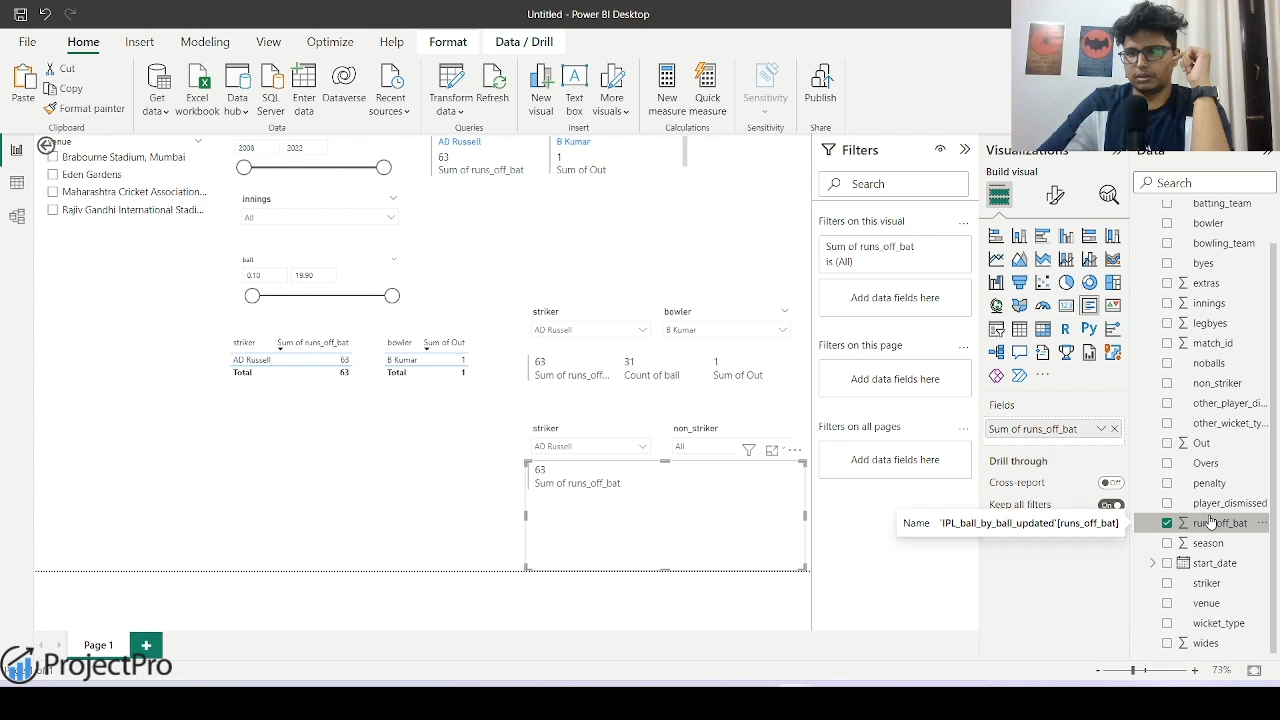 Untitled - Power BI Desktop
File Home Insert Modeling View Optimize Help Format Data / Drill
Paste
Cut
Copy
Format painter
Clipboard
Get data
Excel workbook
Data hub
SQL Server
Enter data
Dataverse
Recent sources
Data
Transform data
Refresh
Queries
New visual
Text box
More visuals
Insert
New measure
Quick measure
Calculations
Sensitivity
Sensitivity
Publish
Share
Brabourne Stadium, Mumbai
Eden Gardens
Maharashtra Cricket Association...
Rajiv Gandhi International Stadi...
2008 2022
innings
All
ball
0.10 19.90
AD Russell
63
Sum of runs_off_bat
B Kumar
1
Sum of Out
striker Sum of runs_off_bat
AD Russell 63
Total 63
bowler Sum of Out
B Kumar 1
Total 1
striker bowler
AD Russell B Kumar
63 31 1
Sum of runs_off... Count of ball Sum of Out
striker non_striker
AD Russell All
63
Sum of runs_off_bat
Page 1
ProjectPro
Filters
Search
Filters on this visual ...
Sum of runs_off_bat
is (All)
Add data fields here
Filters on this page ...
Add data fields here
Filters on all pages ...
Add data fields here
Visualizations
Build visual
R Py
...
Fields
Sum of runs_off_bat
Drill through
Cross-report Off
Keep all filters On
Name 'IPL_ball_by_ball_updated'[runs_off_bat]
Data
Search
batting_team
bowler
bowling_team
byes
extras
innings
legbyes
match_id
noballs
non_striker
other_player_di...
other_wicket_ty...
Out
Overs
penalty
player_dismissed
runs_off_bat ...
season
start_date
striker
venue
wicket_type
wides
- + 73%